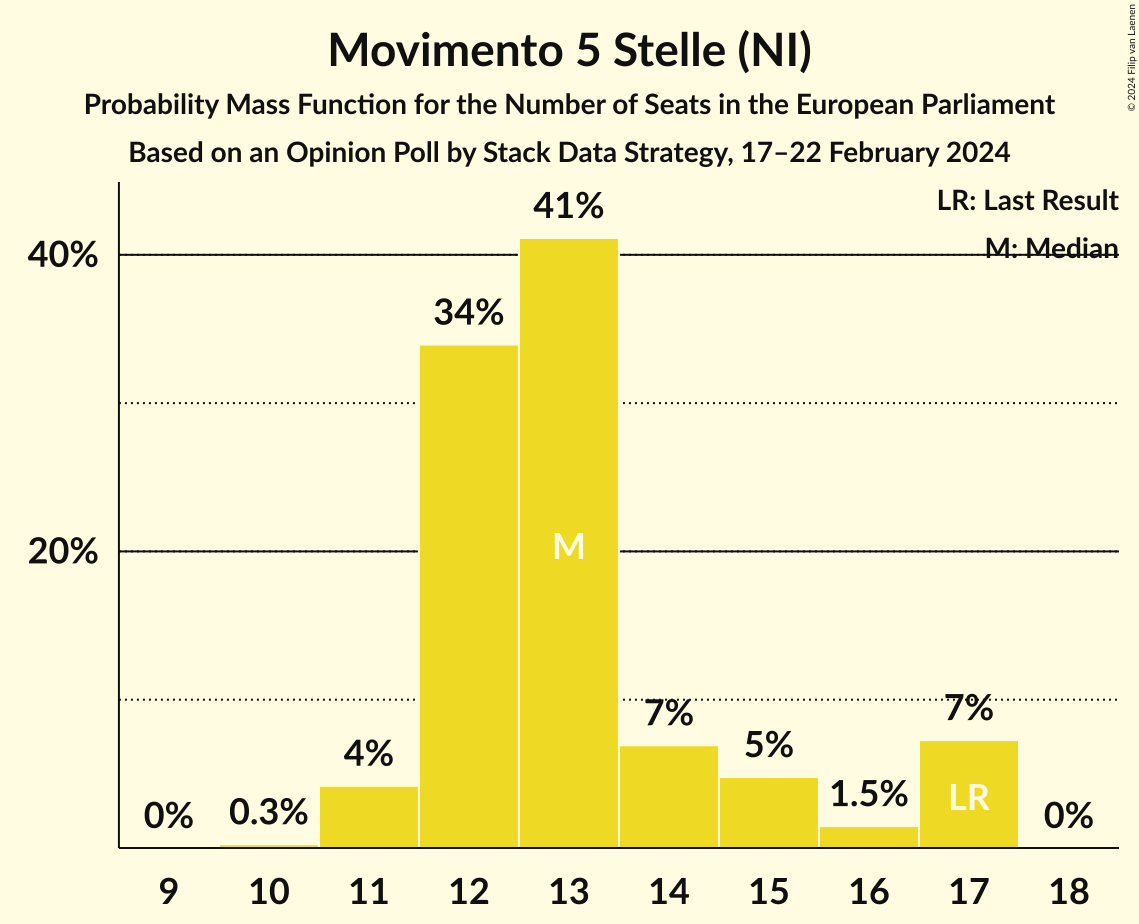 Movimento 5 Stelle (NI)
Probability Mass Function for the Number of Seats in the European Parliament
Based on an Opinion Poll by Stack Data Strategy, 17–22 February 2024
© 2024 Filip van Laenen
LR: Last Result
M: Median
40%
20%
0%
0.3%
4%
34%
41%
7%
5%
1.5%
7%
0%
M
LR
9 10 11 12 13 14 15 16 17 18